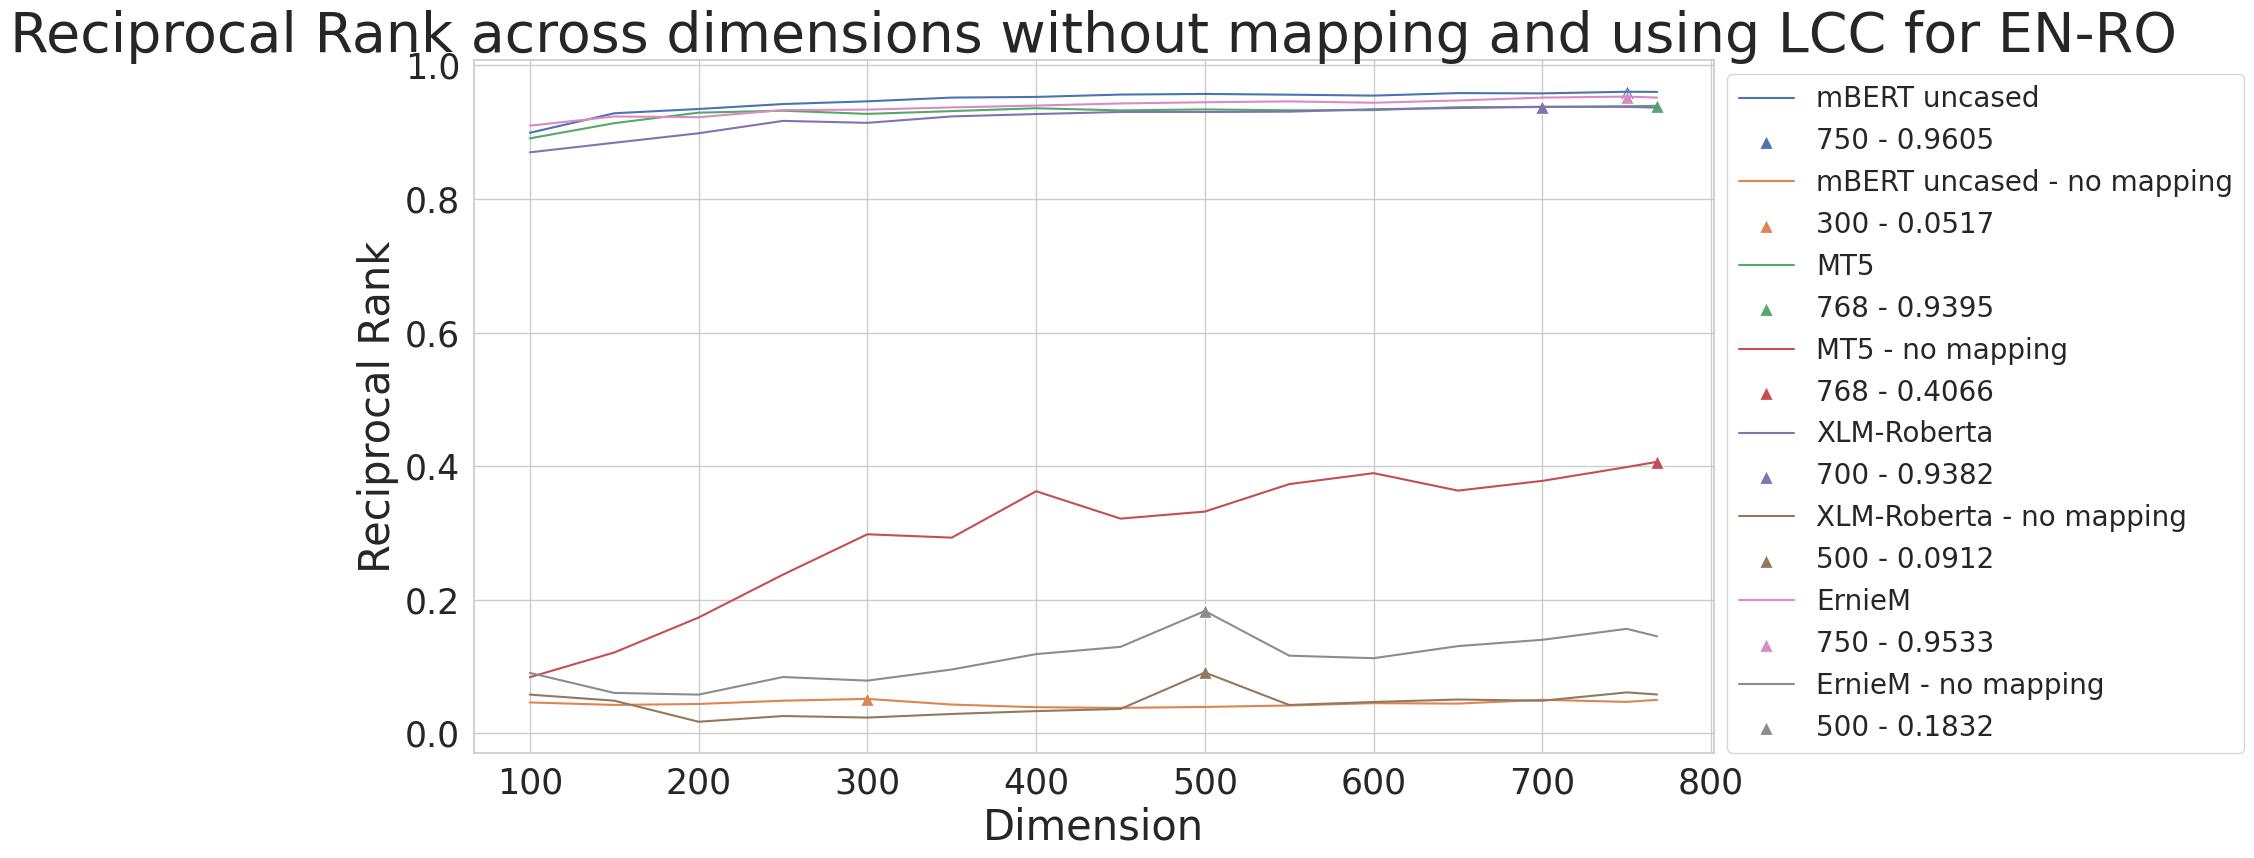 Reciprocal Rank across dimensions without mapping and using LCC for EN-RO
Reciprocal Rank
1.0
0.8
0.6
0.4
0.2
0.0
100 200 300 400 500 600 700 800
Dimension
mBERT uncased
750 - 0.9605
mBERT uncased - no mapping
300 - 0.0517
MT5
768 - 0.9395
MT5 - no mapping
768 - 0.4066
XLM-Roberta
700 - 0.9382
XLM-Roberta - no mapping
500 - 0.0912
ErnieM
750 - 0.9533
ErnieM - no mapping
500 - 0.1832